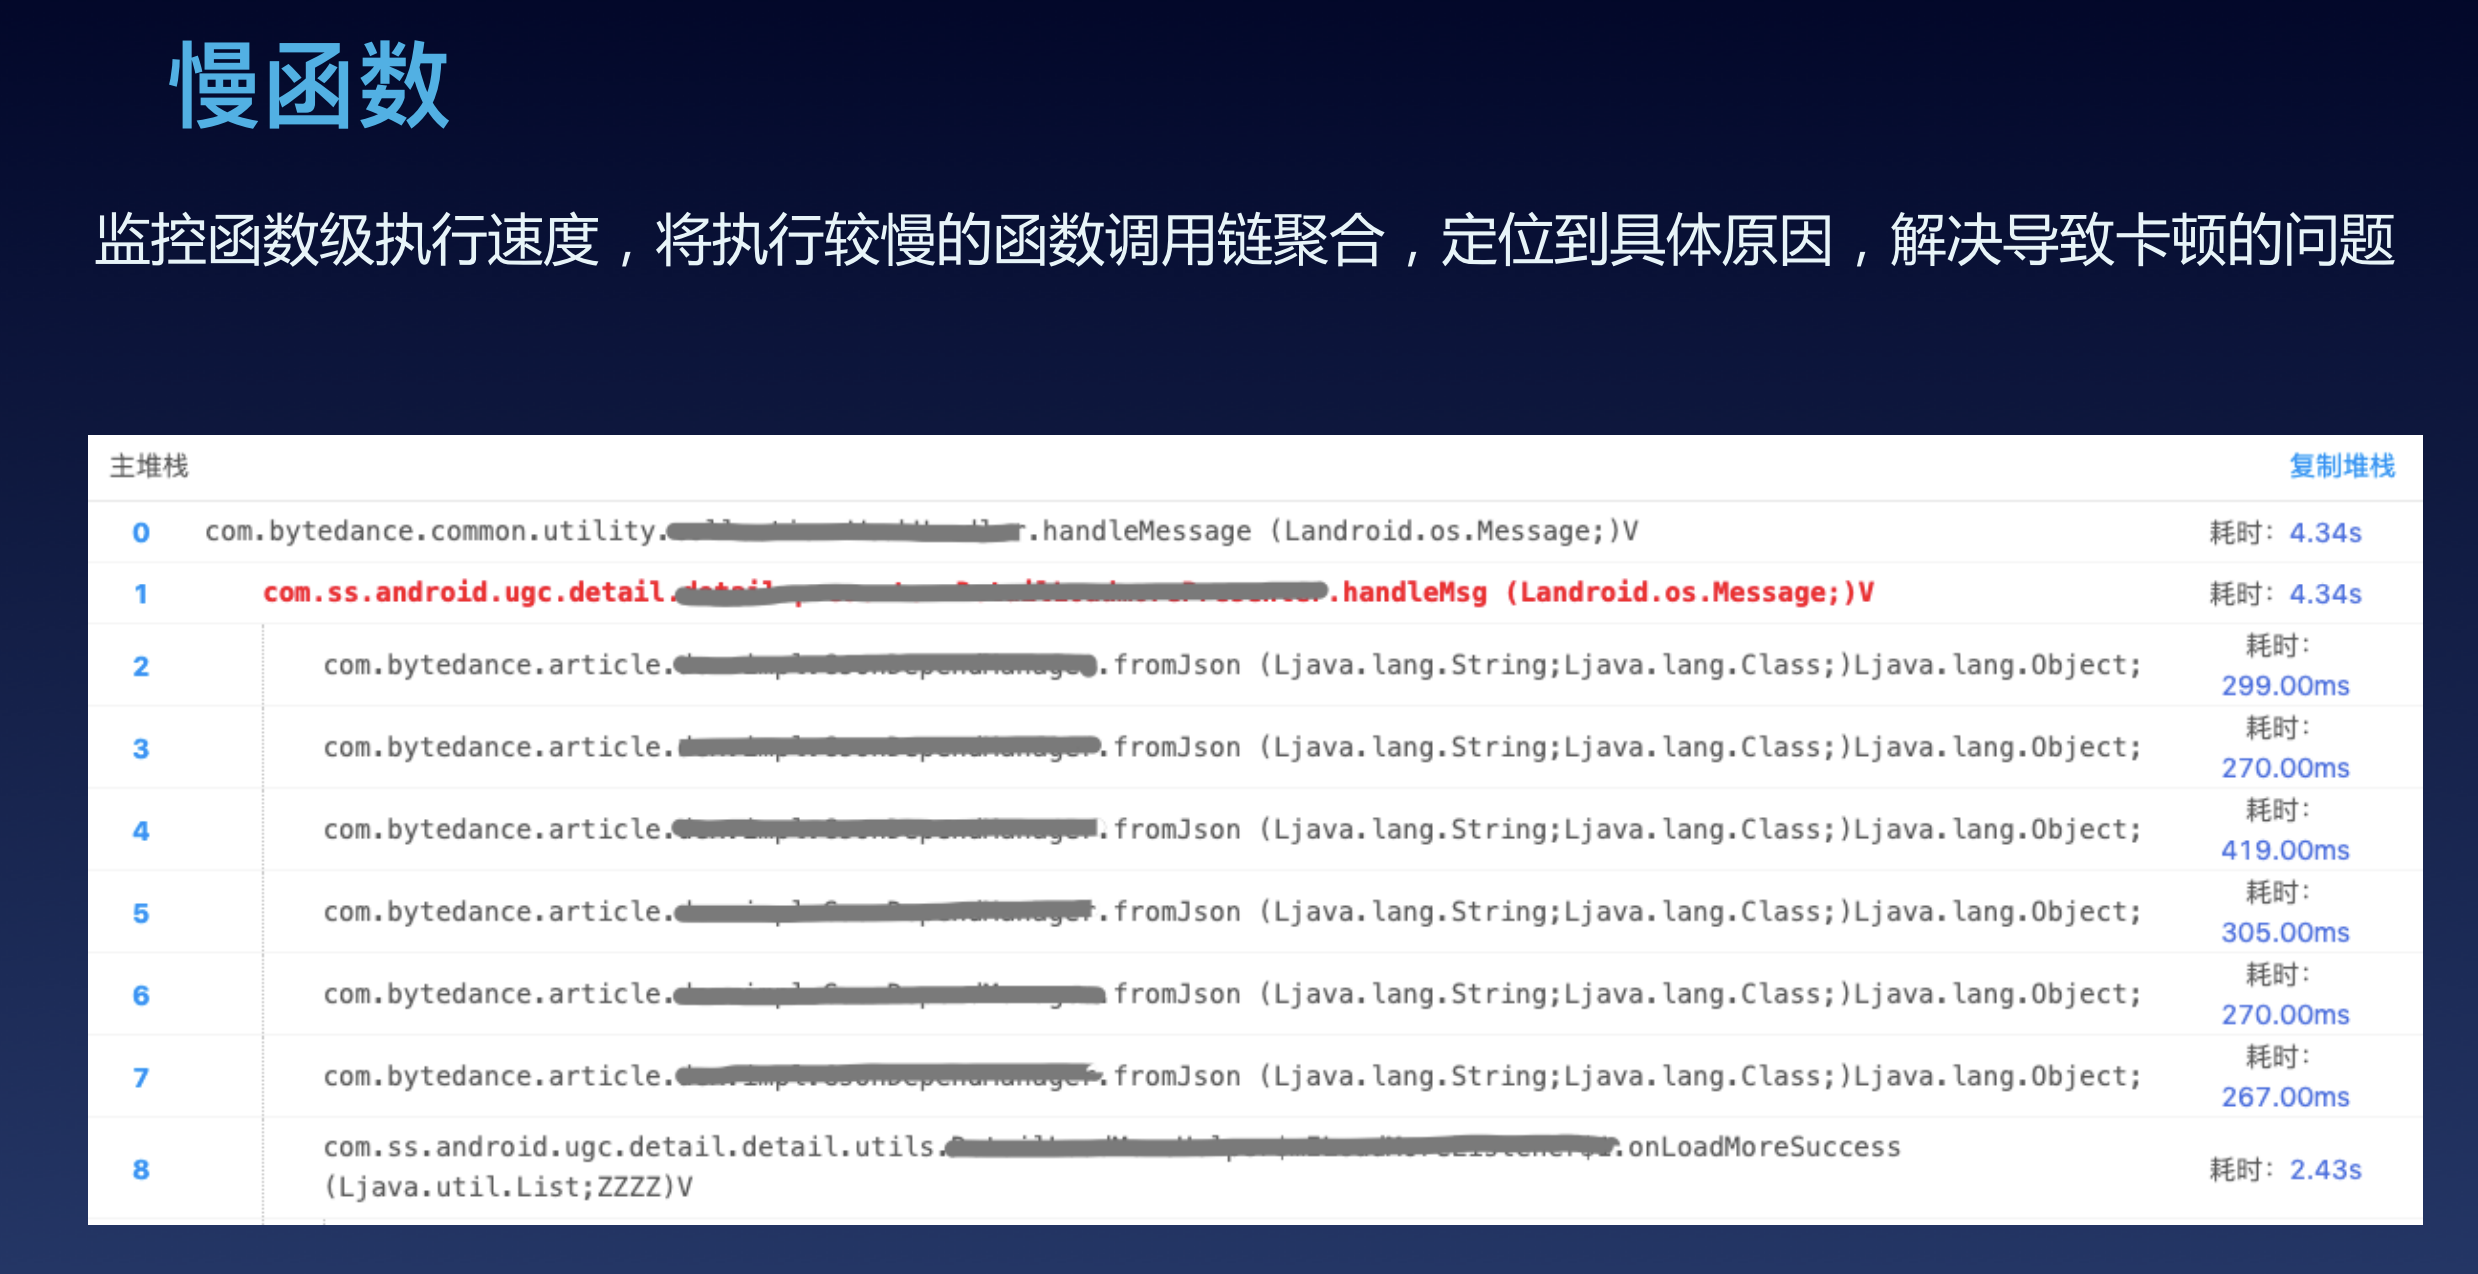 慢函数
监控函数级执行速度，将执行较慢的函数调用链聚合，定位到具体原因，解决导致卡顿的问题
主堆栈 复制堆栈
0 com.bytedance.common.utility. .handleMessage (Landroid.os.Message;)V 耗时: 4.34s
1 com.ss.android.ugc.detail. .handleMsg (Landroid.os.Message;)V 耗时: 4.34s
2 com.bytedance.article. .fromJson (Ljava.lang.String;Ljava.lang.Class;)Ljava.lang.Object; 耗时:
299.00ms
3 com.bytedance.article. .fromJson (Ljava.lang.String;Ljava.lang.Class;)Ljava.lang.Object; 耗时:
270.00ms
4 com.bytedance.article. .fromJson (Ljava.lang.String;Ljava.lang.Class;)Ljava.lang.Object; 耗时:
419.00ms
5 com.bytedance.article. .fromJson (Ljava.lang.String;Ljava.lang.Class;)Ljava.lang.Object; 耗时:
305.00ms
6 com.bytedance.article. fromJson (Ljava.lang.String;Ljava.lang.Class;)Ljava.lang.Object; 耗时:
270.00ms
7 com.bytedance.article. .fromJson (Ljava.lang.String;Ljava.lang.Class;)Ljava.lang.Object; 耗时:
267.00ms
8 com.ss.android.ugc.detail.detail.utils. .onLoadMoreSuccess
(Ljava.util.List;ZZZZ)V 耗时: 2.43s